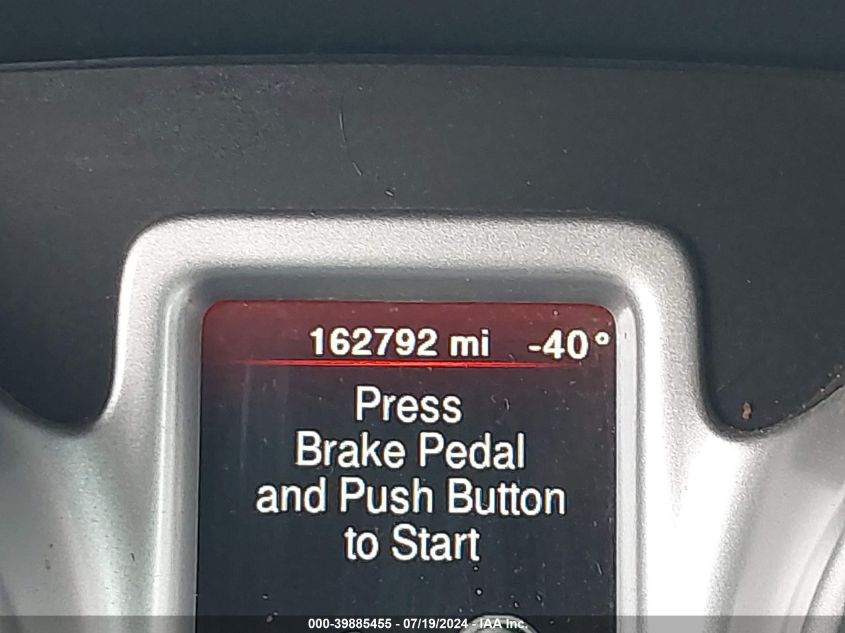 162792 mi -40°
Press
Brake Pedal
and Push Button
to Start
000-39885455 - 07/19/2024 - IAA Inc.